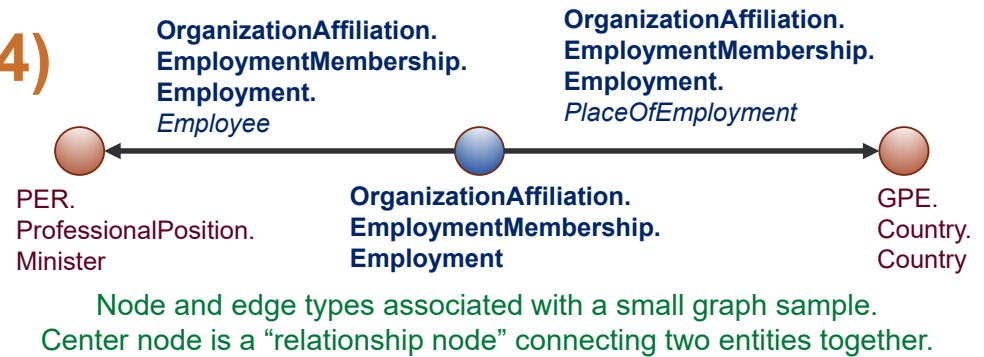 4)
OrganizationAffiliation.
EmploymentMembership.
Employment.
Employee
OrganizationAffiliation.
EmploymentMembership.
Employment.
PlaceOfEmployment
PER.
ProfessionalPosition.
Minister
OrganizationAffiliation.
EmploymentMembership.
Employment
GPE.
Country.
Country
Node and edge types associated with a small graph sample.
Center node is a “relationship node” connecting two entities together.